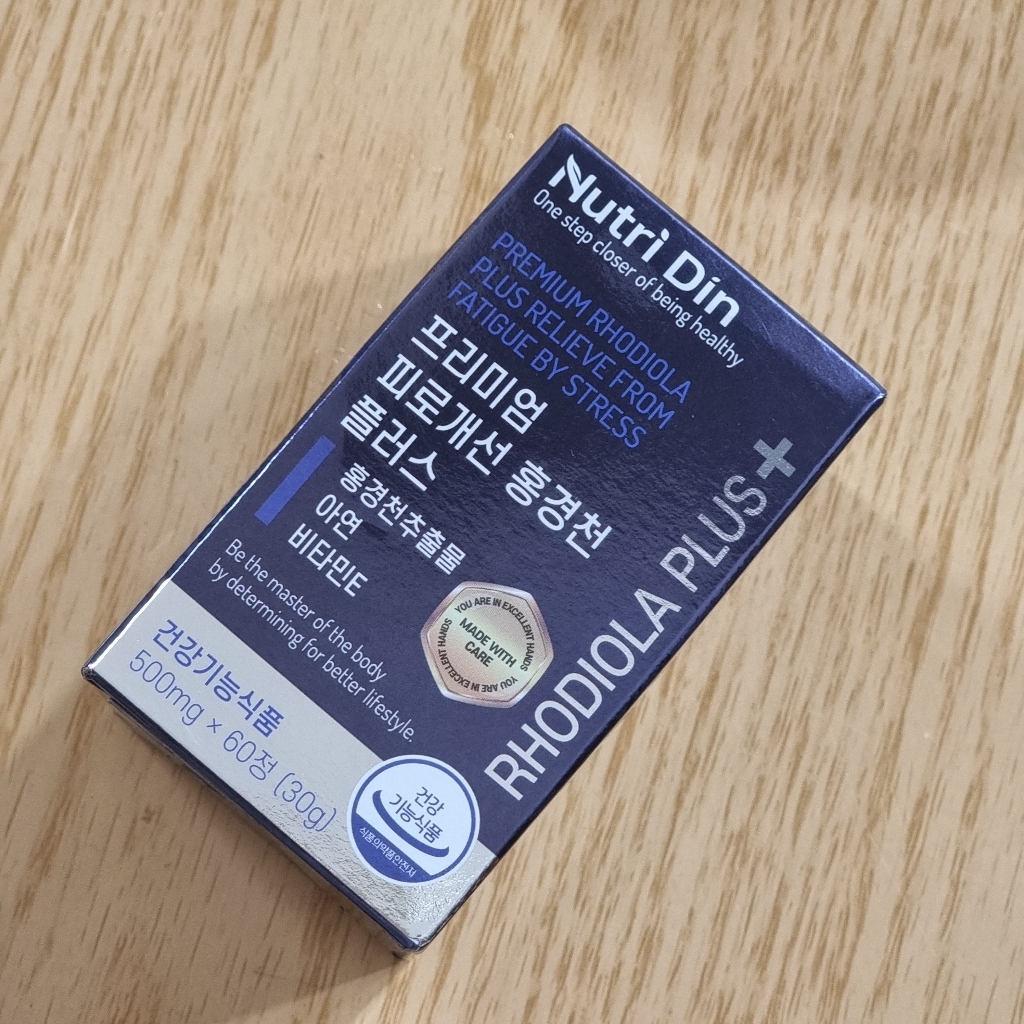 Nutri Din
One step closer of being healthy
PREMIUM RHODIOLA
PLUS RELIEVE FROM
FATIGUE BY STRESS
프리미엄
피로개선 홍경천
플러스
홍경천추출물
아연
비타민E
Be the master of the body
by determining for better lifestyle.
YOU ARE IN EXCELLENT HANDS
MADE WITH
CARE
YOU ARE IN EXCELLENT HANDS
RHODIOLA PLUS+
건강기능식품
500mg × 60정 (30g)
건강
기능식품
식품의약품안전처